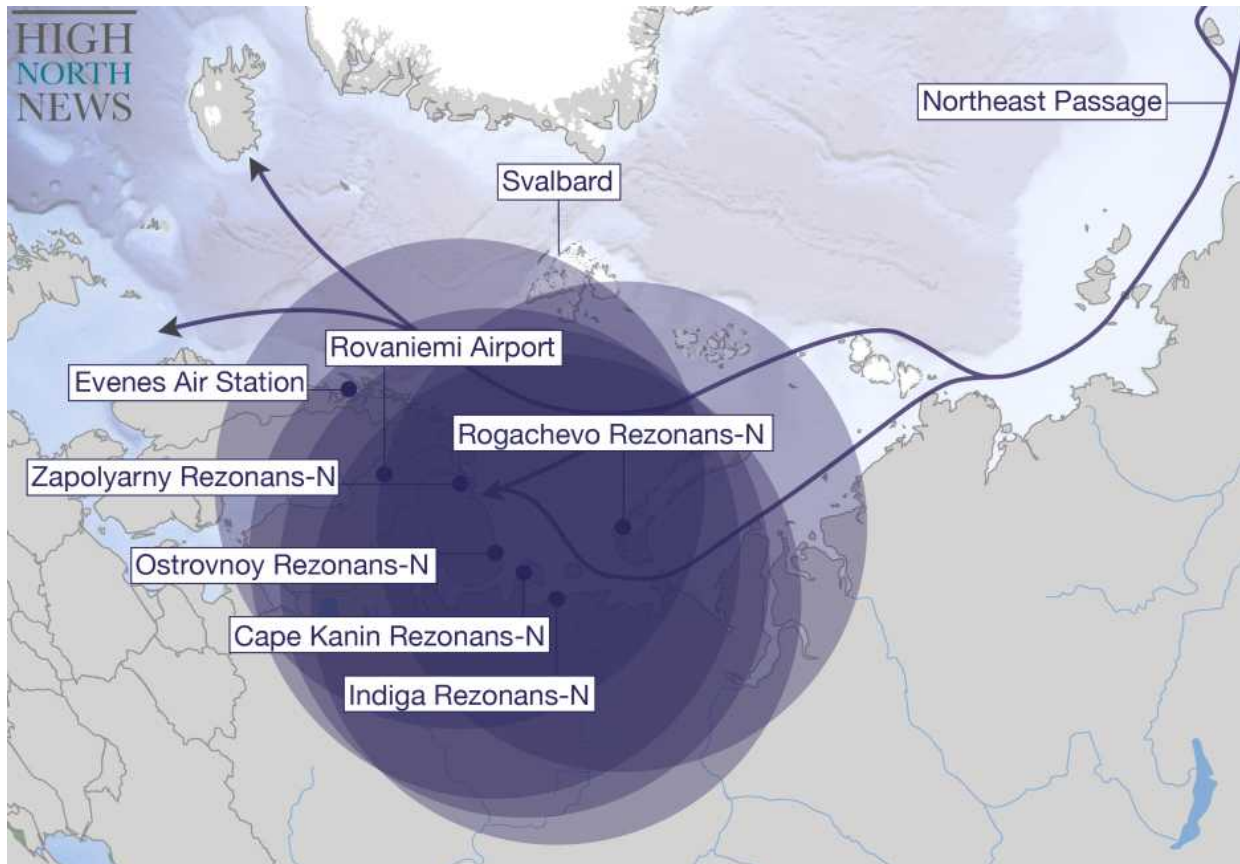 HIGH
NORTH
NEWS
Northeast Passage
Svalbard
Rovaniemi Airport
Evenes Air Station
Rogachevo Rezonans-N
Zapolyarny Rezonans-N
Ostrovnoy Rezonans-N
Cape Kanin Rezonans-N
Indiga Rezonans-N